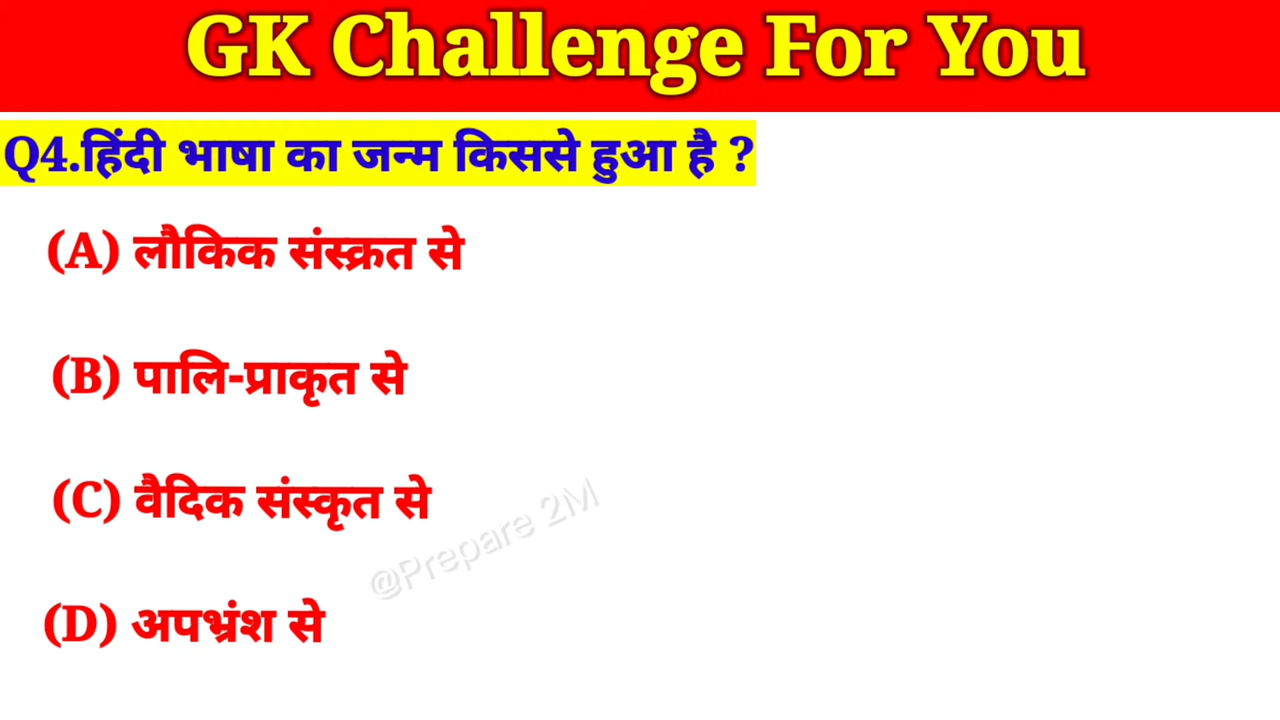 GK Challenge For You
Q4.हिंदी भाषा का जन्म किससे हुआ है ?
(A) लौकिक संस्क्रत से
(B) पालि-प्राकृत से
(C) वैदिक संस्कृत से
@Prepare 2M
(D) अपभ्रंश से